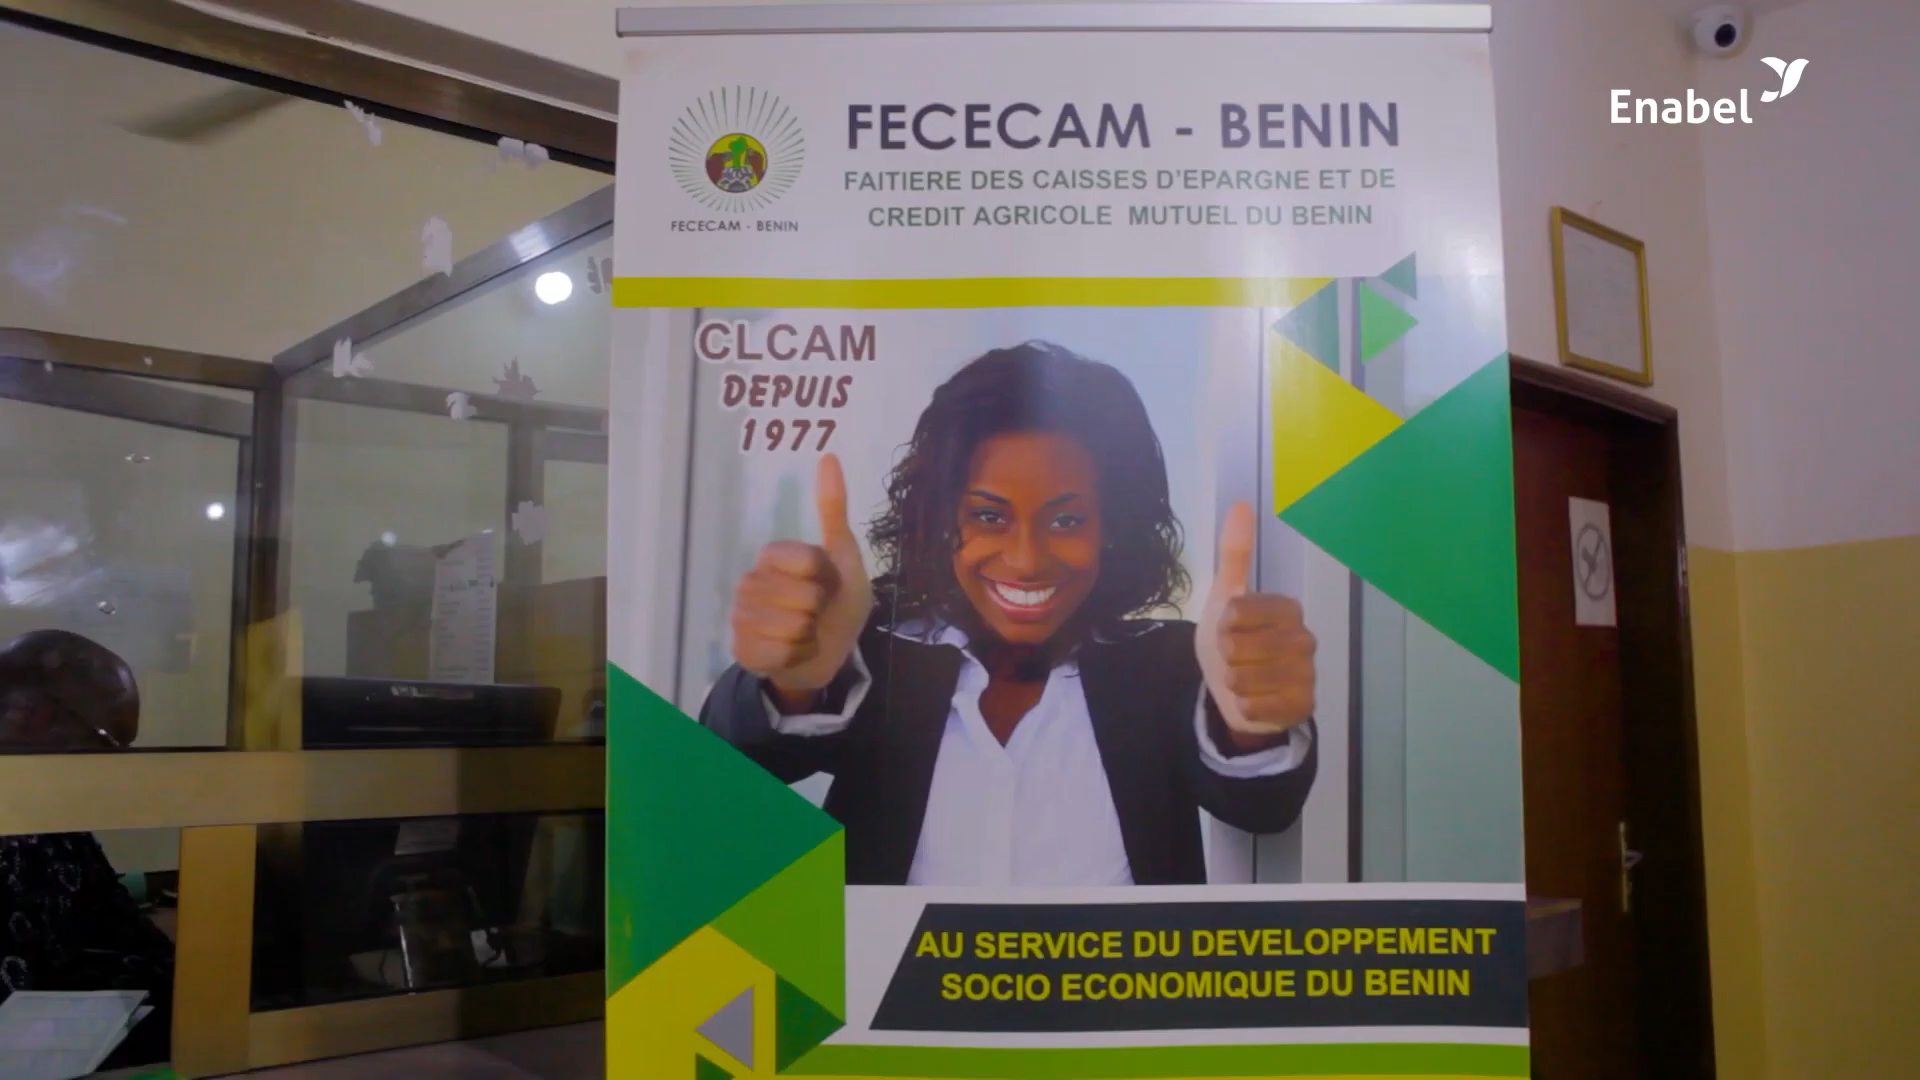 Enabel
FECECAM - BENIN
FAITIERE DES CAISSES D'EPARGNE ET DE
CREDIT AGRICOLE MUTUEL DU BENIN
FECECAM - BENIN
CLCAM
DEPUIS
1977
AU SERVICE DU DEVELOPPEMENT
SOCIO ECONOMIQUE DU BENIN